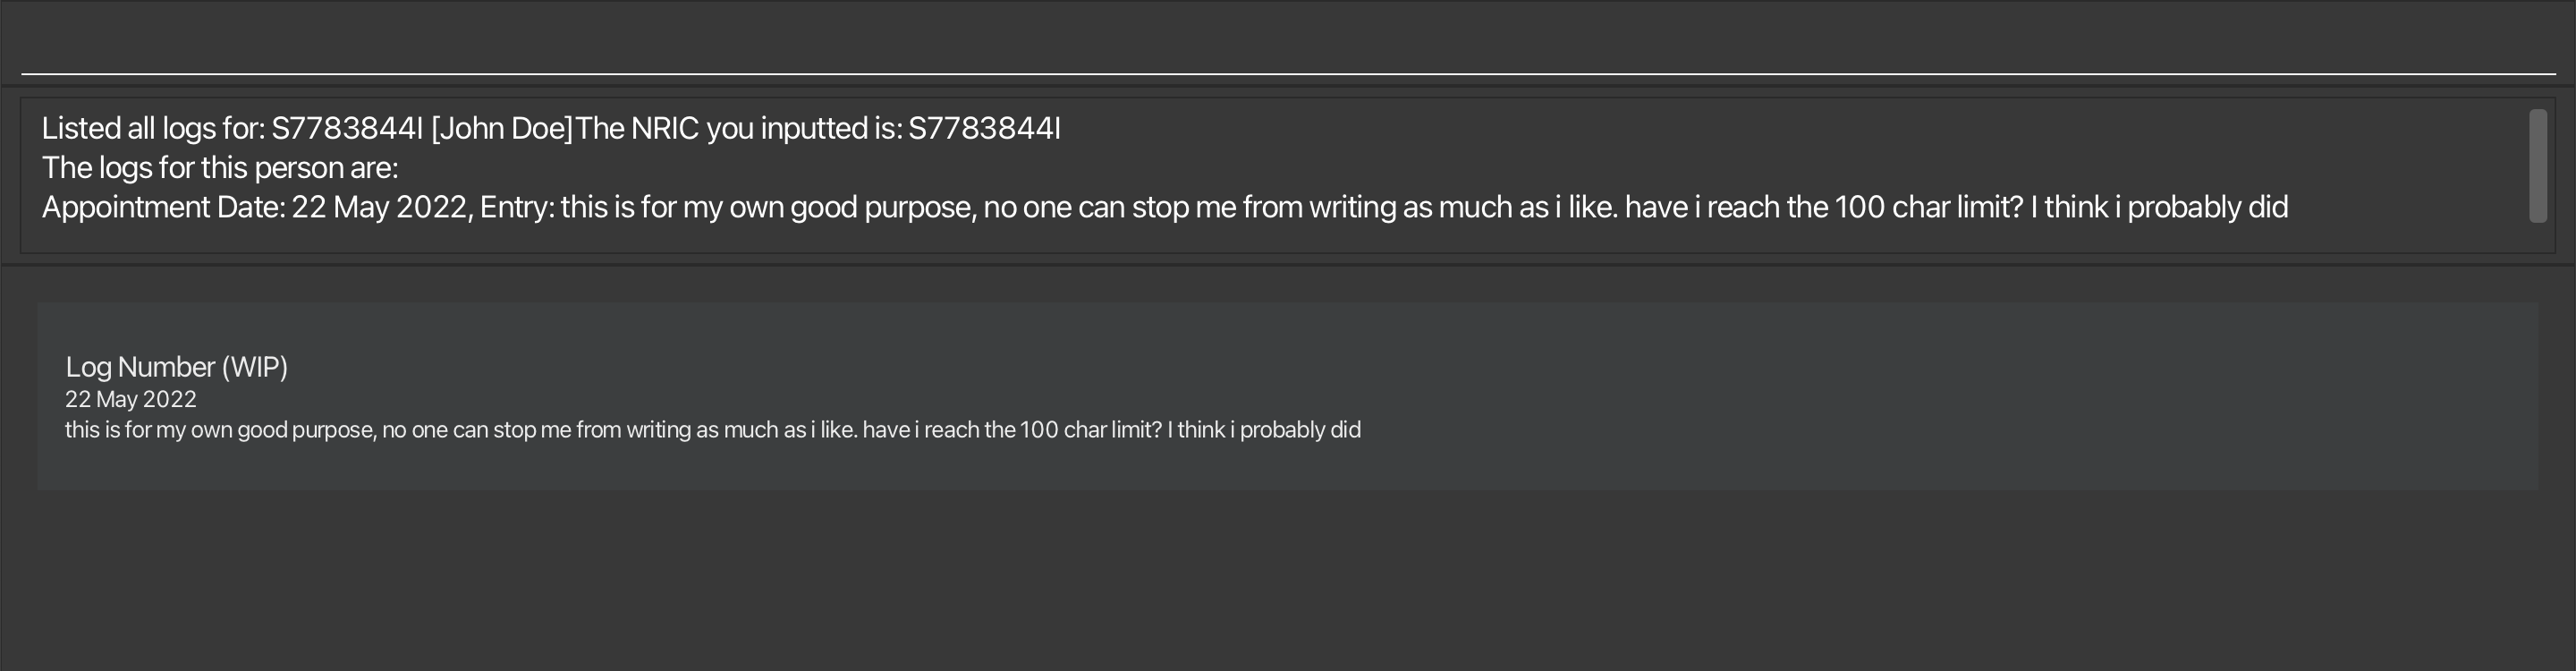 Listed all logs for: S7783844I [John Doe]The NRIC you inputted is: S7783844I
The logs for this person are:
Appointment Date: 22 May 2022, Entry: this is for my own good purpose, no one can stop me from writing as much as i like. have i reach the 100 char limit? I think i probably did
Log Number (WIP)
22 May 2022
this is for my own good purpose, no one can stop me from writing as much as i like. have i reach the 100 char limit? I think i probably did